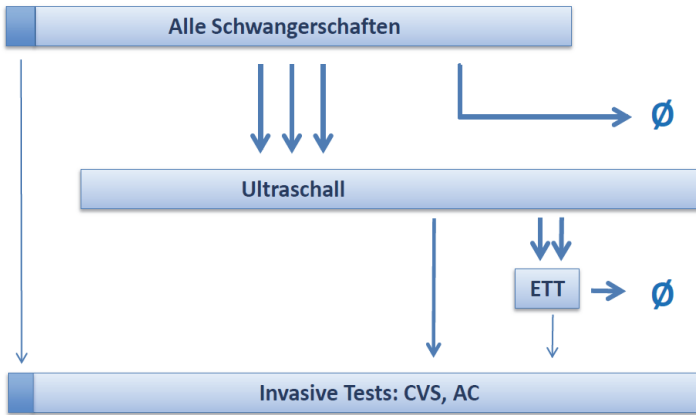 Alle Schwangerschaften
Ø
Ultraschall
ETT
Ø
Invasive Tests: CVS, AC